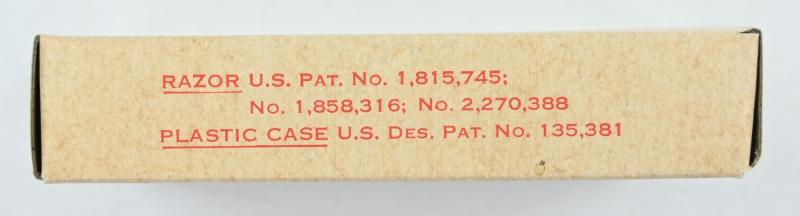 RAZOR U.S. PAT. NO. 1,815,745;
NO. 1,858,316; NO. 2,270,388
PLASTIC CASE U.S. DES. PAT. NO. 135,381